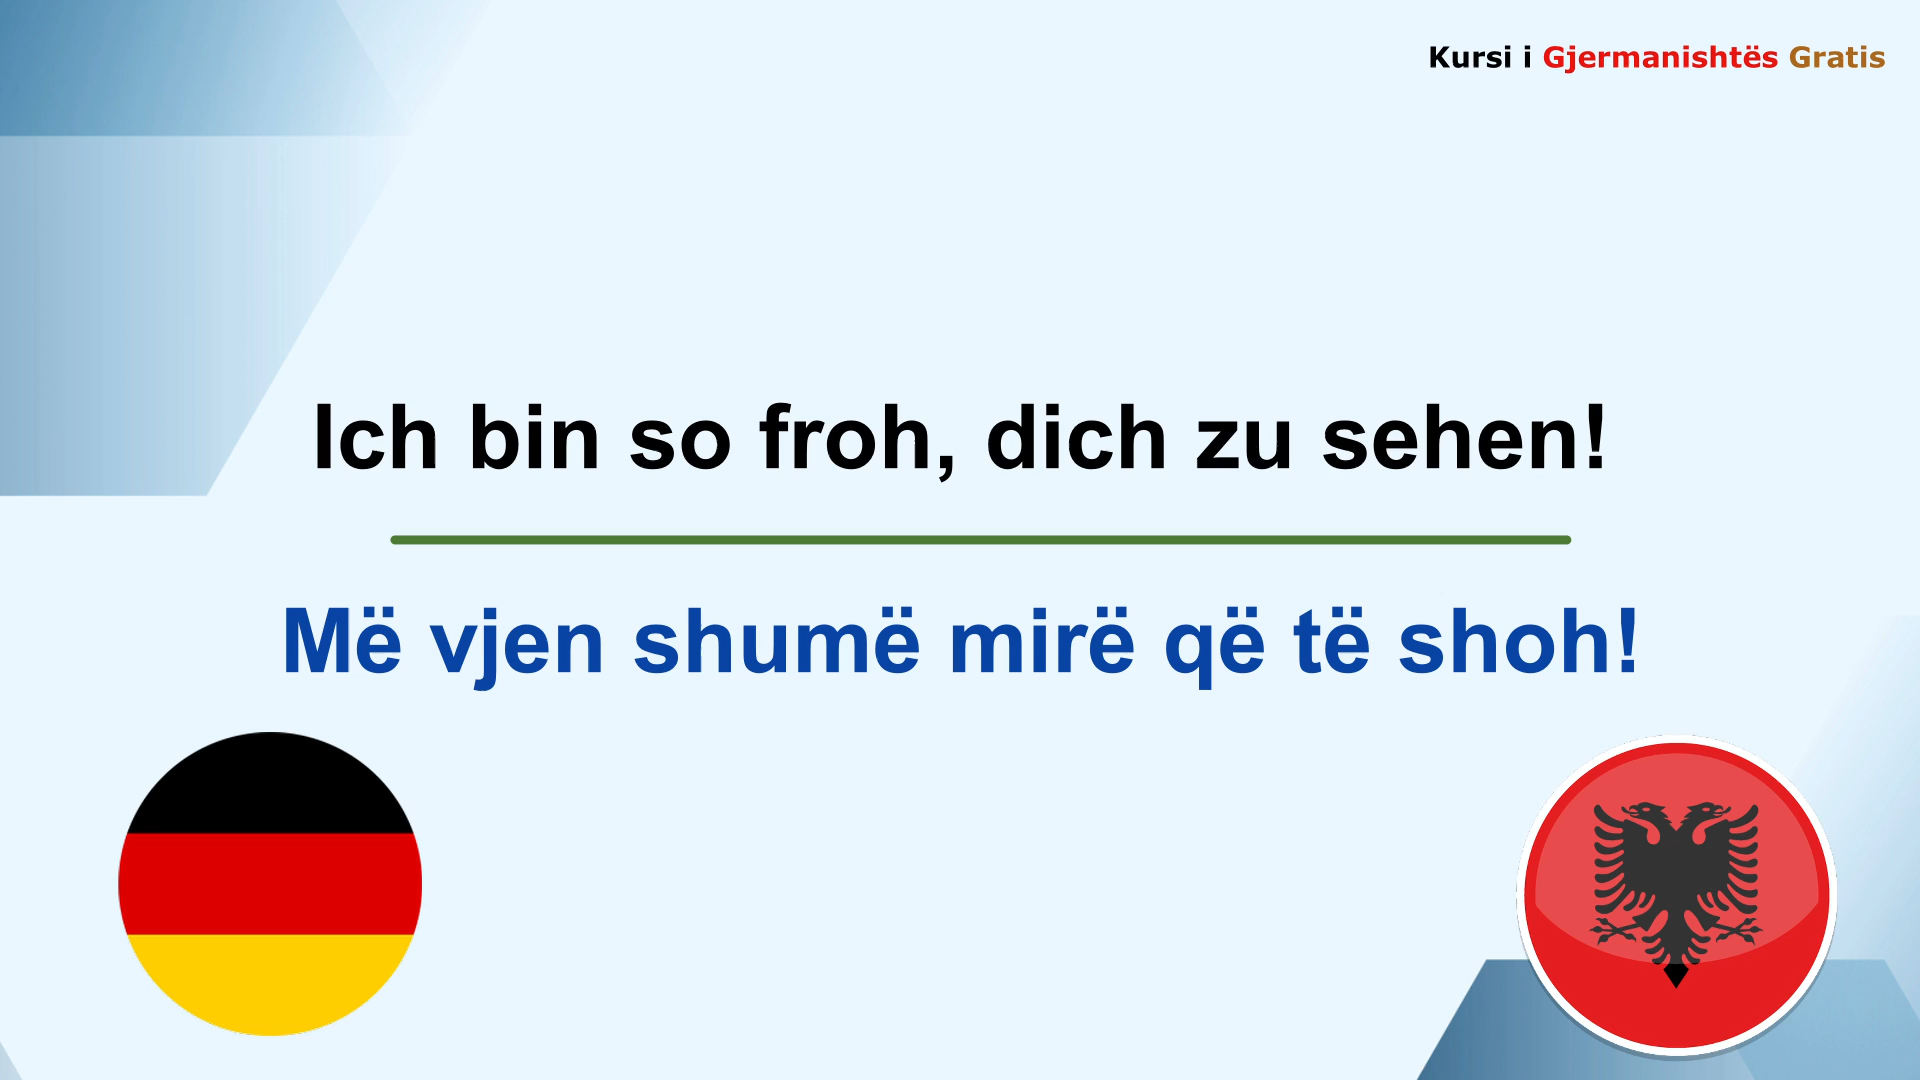 Kursi i Gjermanishtës Gratis
Ich bin so froh, dich zu sehen!
Më vjen shumë mirë që të shoh!